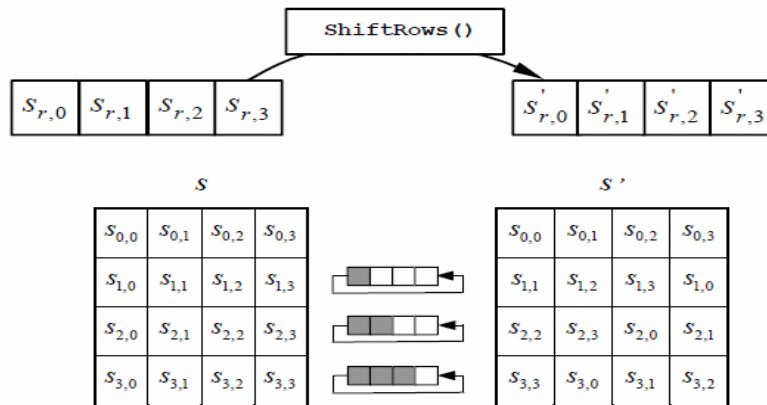 ShiftRows()
S_{r,0} S_{r,1} S_{r,2} S_{r,3} S'_{r,0} S'_{r,1} S'_{r,2} S'_{r,3}
S S'
S_{0,0} S_{0,1} S_{0,2} S_{0,3} S_{0,0} S_{0,1} S_{0,2} S_{0,3}
S_{1,0} S_{1,1} S_{1,2} S_{1,3} S_{1,1} S_{1,2} S_{1,3} S_{1,0}
S_{2,0} S_{2,1} S_{2,2} S_{2,3} S_{2,2} S_{2,3} S_{2,0} S_{2,1}
S_{3,0} S_{3,1} S_{3,2} S_{3,3} S_{3,3} S_{3,0} S_{3,1} S_{3,2}